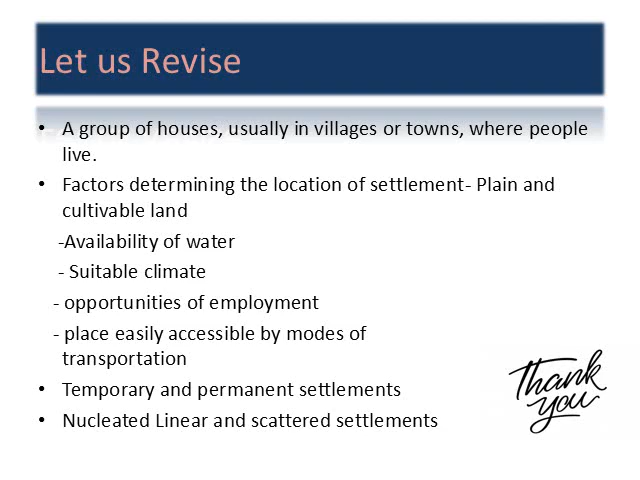 Let us Revise
• A group of houses, usually in villages or towns, where people
live.
• Factors determining the location of settlement- Plain and
cultivable land
-Availability of water
- Suitable climate
- opportunities of employment
- place easily accessible by modes of
transportation
• Temporary and permanent settlements
• Nucleated Linear and scattered settlements
Thank
you